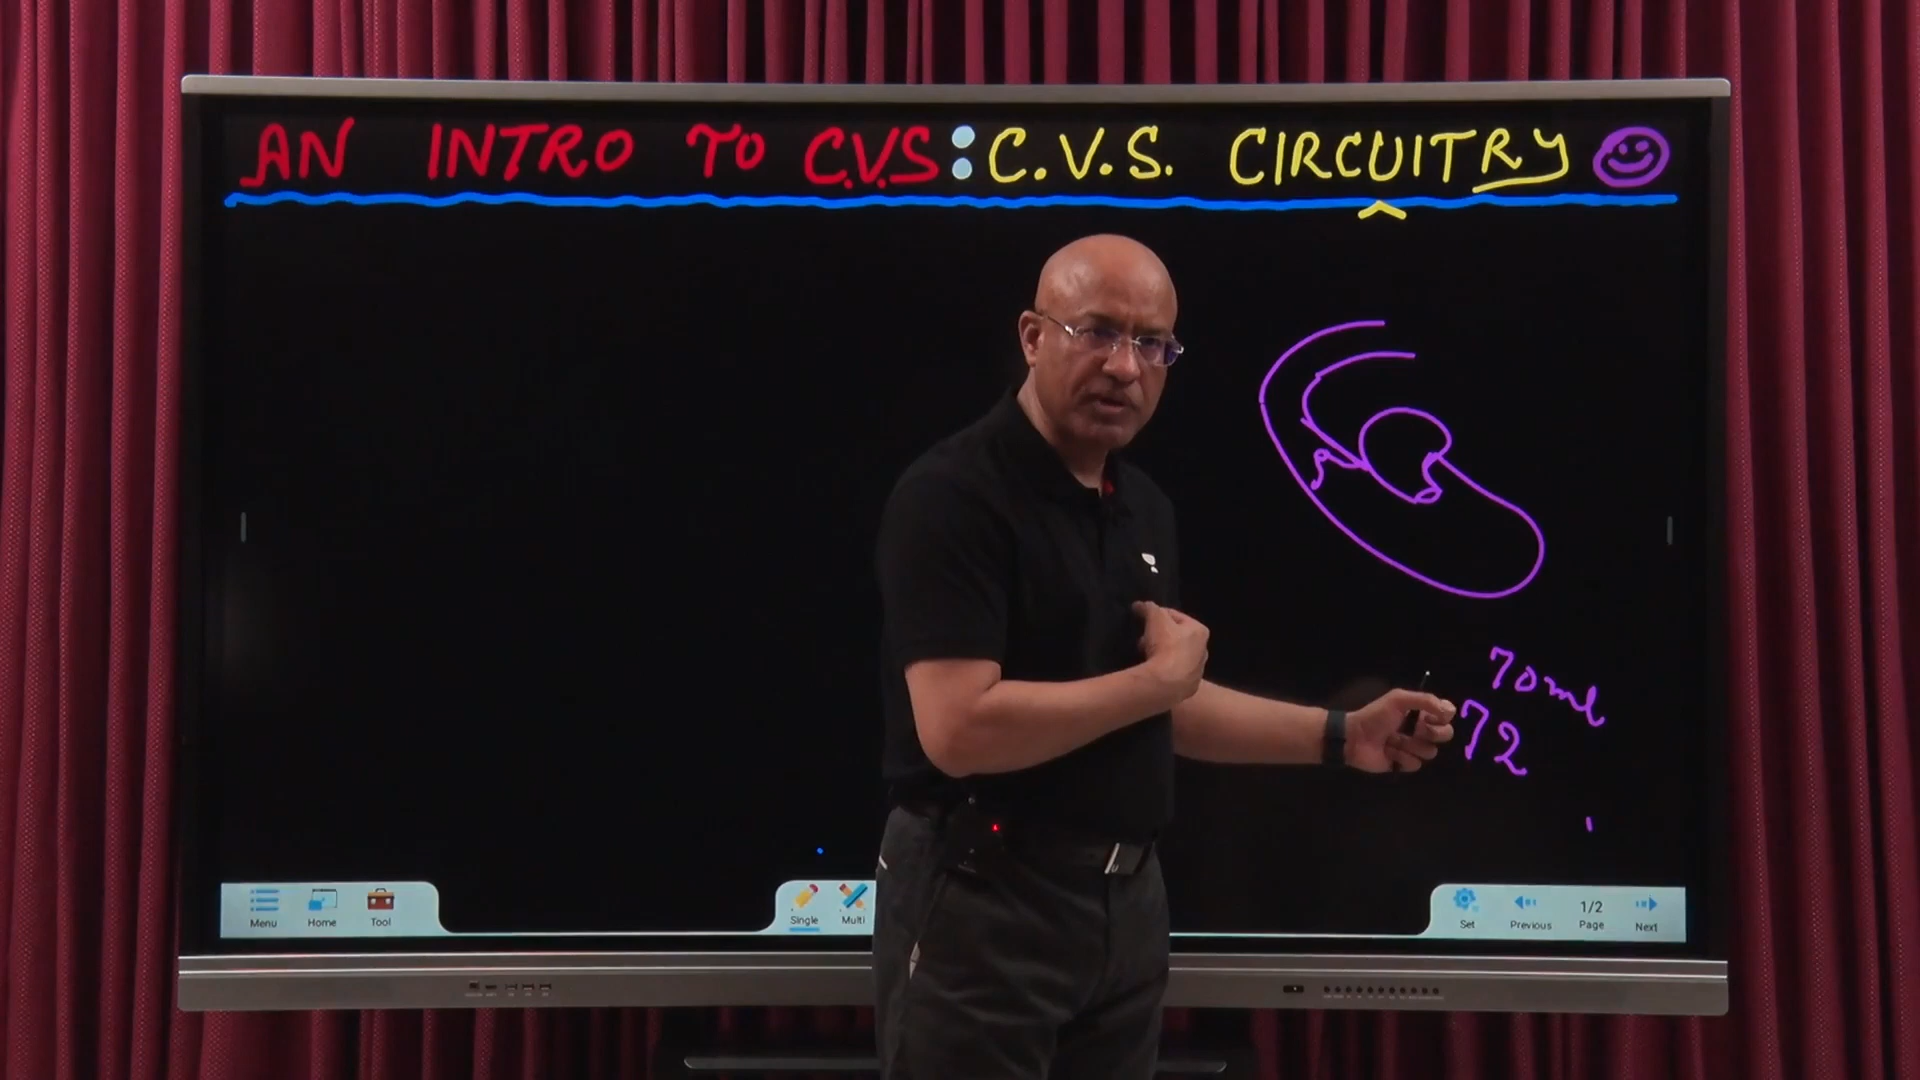 AN INTRO TO C.V.S : C.V.S. CIRCUITRY
70ml
72
Menu
Home
Tool
Single
Multi
Set
Previous
1/2
Page
Next